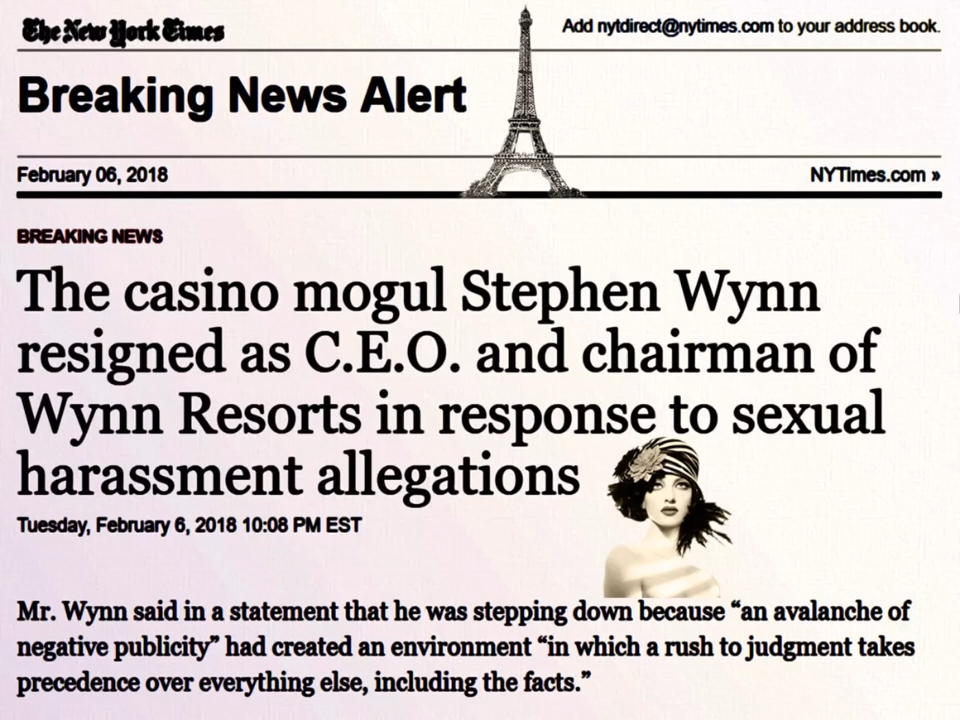 The New York Times
Add nytdirect@nytimes.com to your address book.
Breaking News Alert
February 06, 2018
NYTimes.com »
BREAKING NEWS
The casino mogul Stephen Wynn
resigned as C.E.O. and chairman of
Wynn Resorts in response to sexual
harassment allegations
Tuesday, February 6, 2018 10:08 PM EST
Mr. Wynn said in a statement that he was stepping down because “an avalanche of
negative publicity” had created an environment “in which a rush to judgment takes
precedence over everything else, including the facts.”